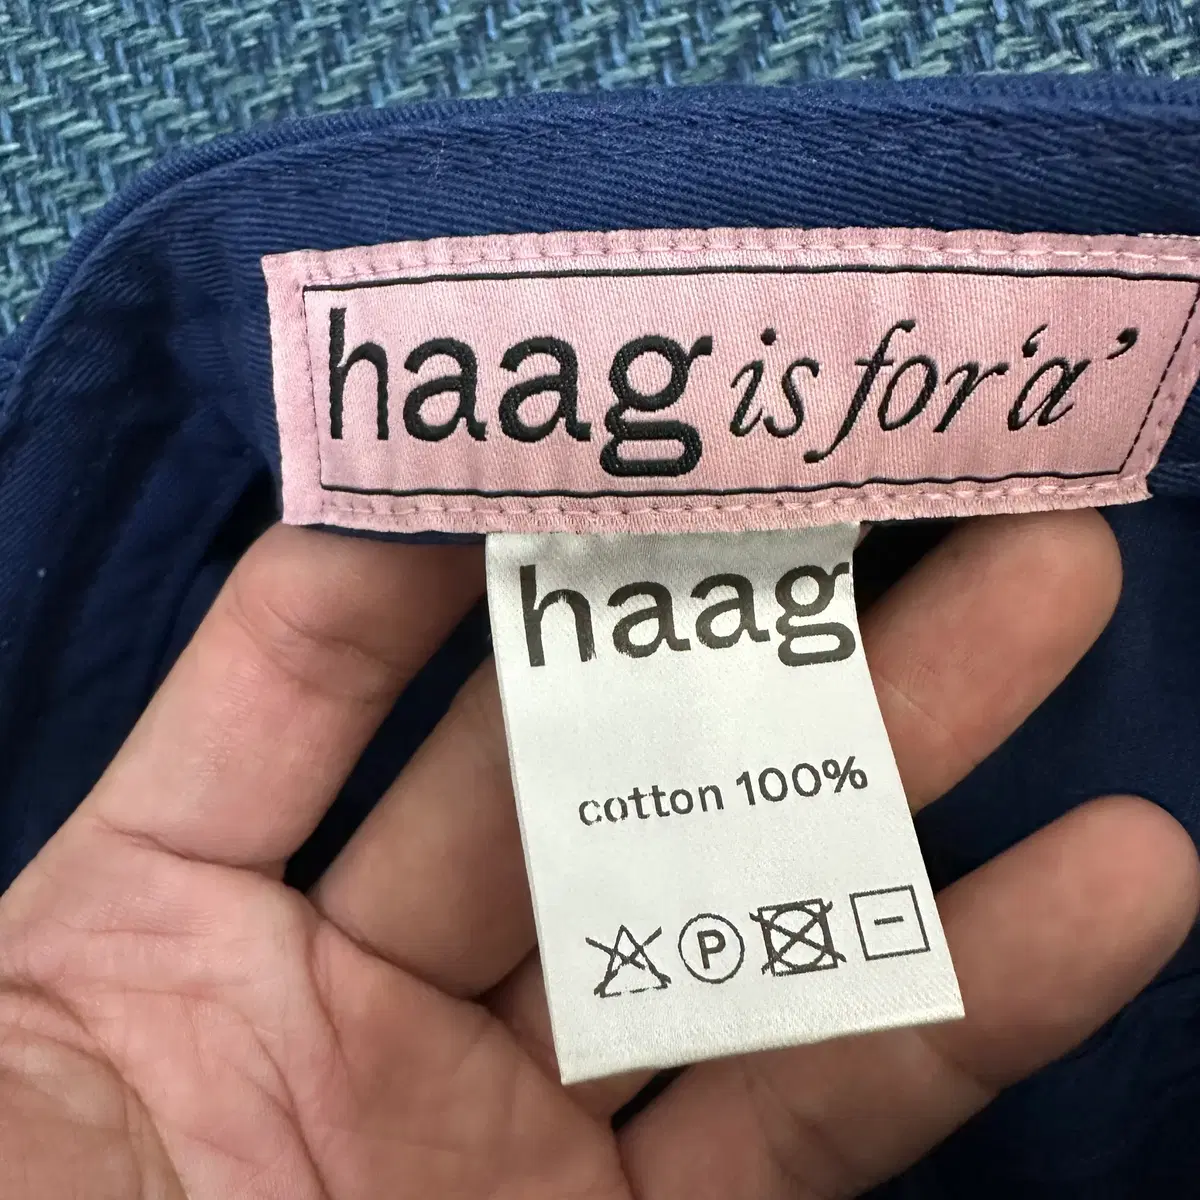 haag is for 'a'
haag
cotton 100%
P